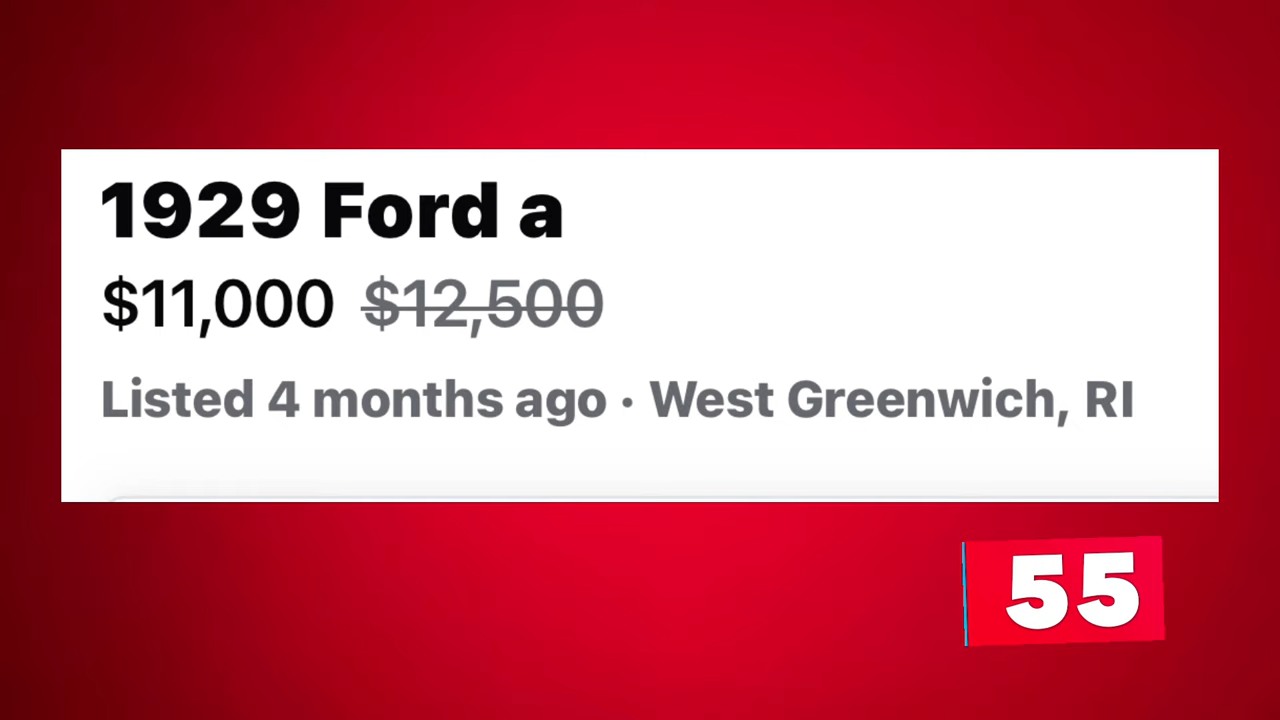 1929 Ford a
$11,000 $12,500
Listed 4 months ago · West Greenwich, RI
55